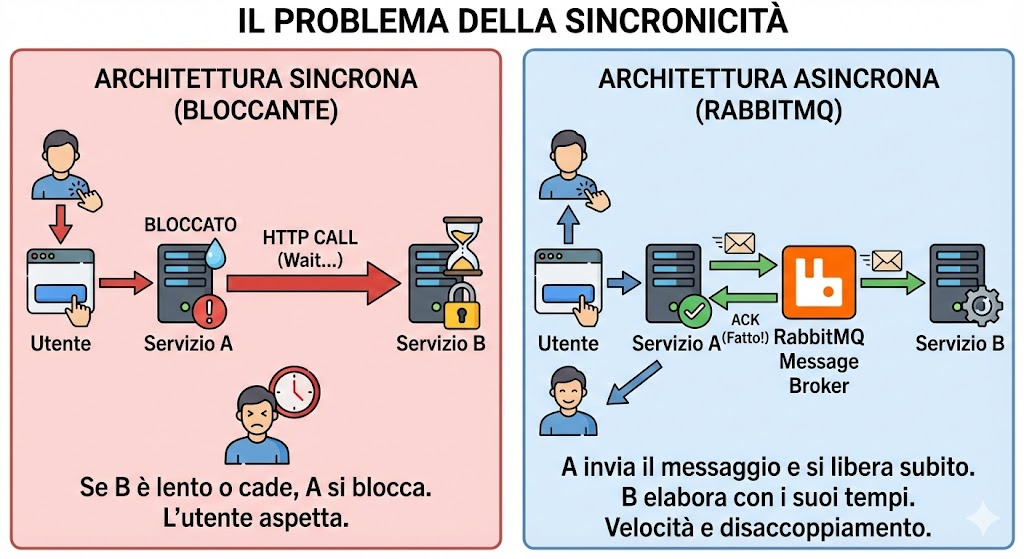 IL PROBLEMA DELLA SINCRONICITÀ
ARCHITETTURA SINCRONA
(BLOCCANTE)
BLOCCATO
HTTP CALL
(Wait...)
Utente
Servizio A
Servizio B
Se B è lento o cade, A si blocca.
L'utente aspetta.
ARCHITETTURA ASINCRONA
(RABBITMQ)
Utente
Servizio A
ACK
(Fatto!)
RabbitMQ
Message
Broker
Servizio B
A invia il messaggio e si libera subito.
B elabora con i suoi tempi.
Velocità e disaccoppiamento.